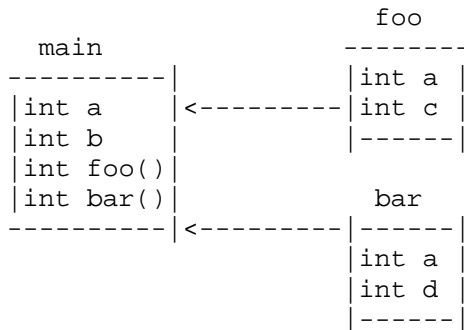 foo
main
int a
int c
int a
int b
int foo()
int bar()
bar
int a
int d